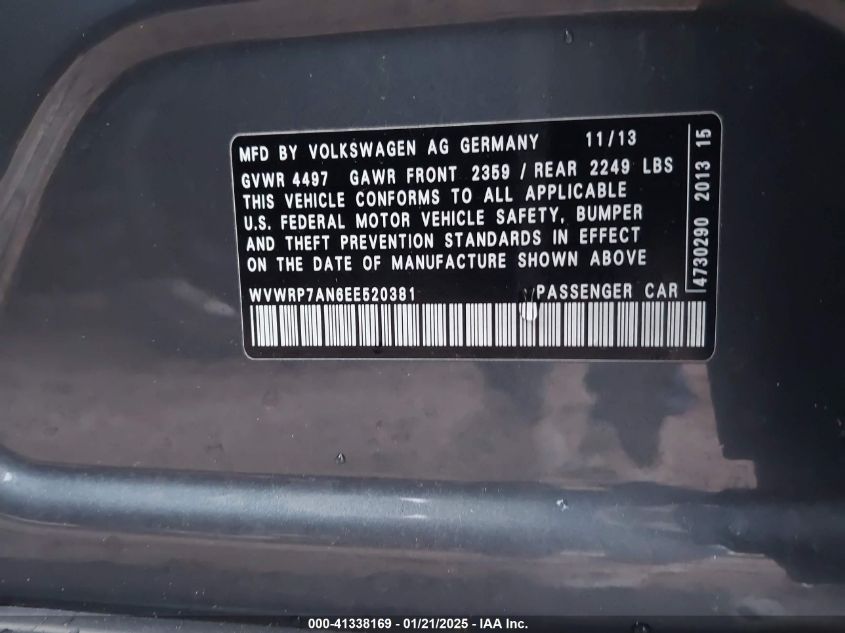 MFD BY VOLKSWAGEN AG GERMANY 11/13
GVWR 4497 GAWR FRONT 2359 / REAR 2249 LBS
THIS VEHICLE CONFORMS TO ALL APPLICABLE
U.S. FEDERAL MOTOR VEHICLE SAFETY, BUMPER
AND THEFT PREVENTION STANDARDS IN EFFECT
ON THE DATE OF MANUFACTURE SHOWN ABOVE
WVWRP7AN6EE520381 PASSENGER CAR
4730290 2013 15
000-41338169 - 01/21/2025 - IAA Inc.